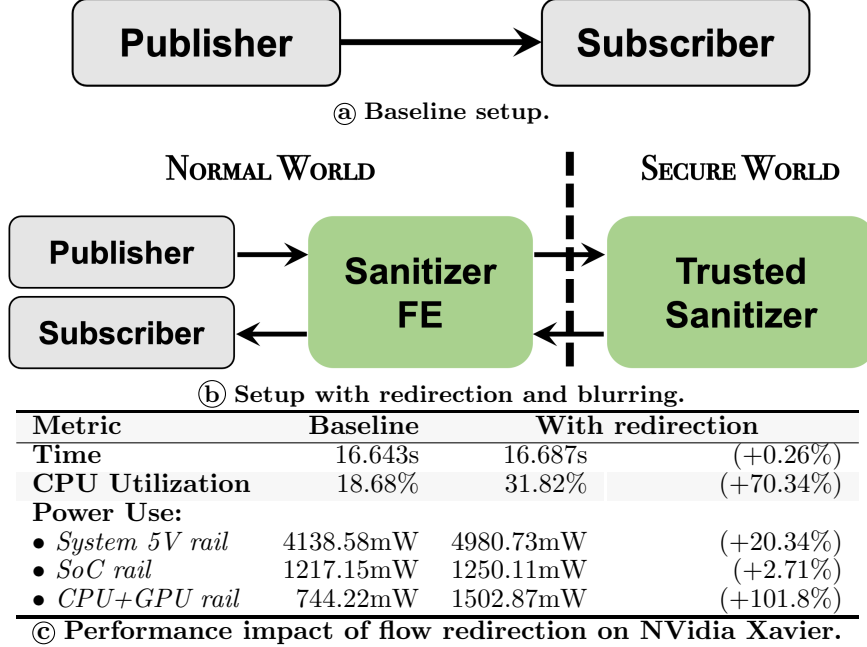 Publisher
Subscriber
ⓐ Baseline setup.
NORMAL WORLD
SECURE WORLD
Publisher
Subscriber
Sanitizer
FE
Trusted
Sanitizer
ⓑ Setup with redirection and blurring.
Metric Baseline With redirection
Time 16.643s 16.687s (+0.26%)
CPU Utilization 18.68% 31.82% (+70.34%)
Power Use:
• System 5V rail 4138.58mW 4980.73mW (+20.34%)
• SoC rail 1217.15mW 1250.11mW (+2.71%)
• CPU+GPU rail 744.22mW 1502.87mW (+101.8%)
ⓒ Performance impact of flow redirection on NVidia Xavier.